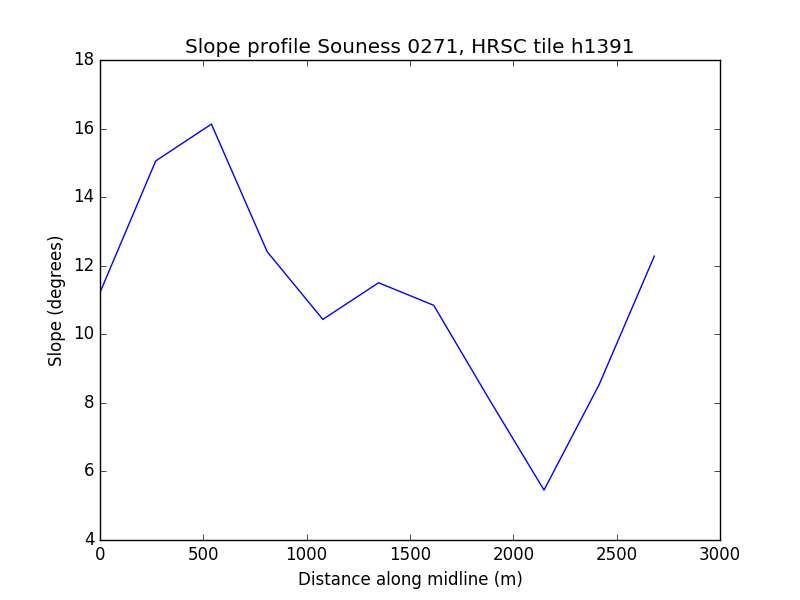 Slope profile Souness 0271, HRSC tile h1391
18
16
14
12
10
8
6
4
Slope (degrees)
0 500 1000 1500 2000 2500 3000
Distance along midline (m)